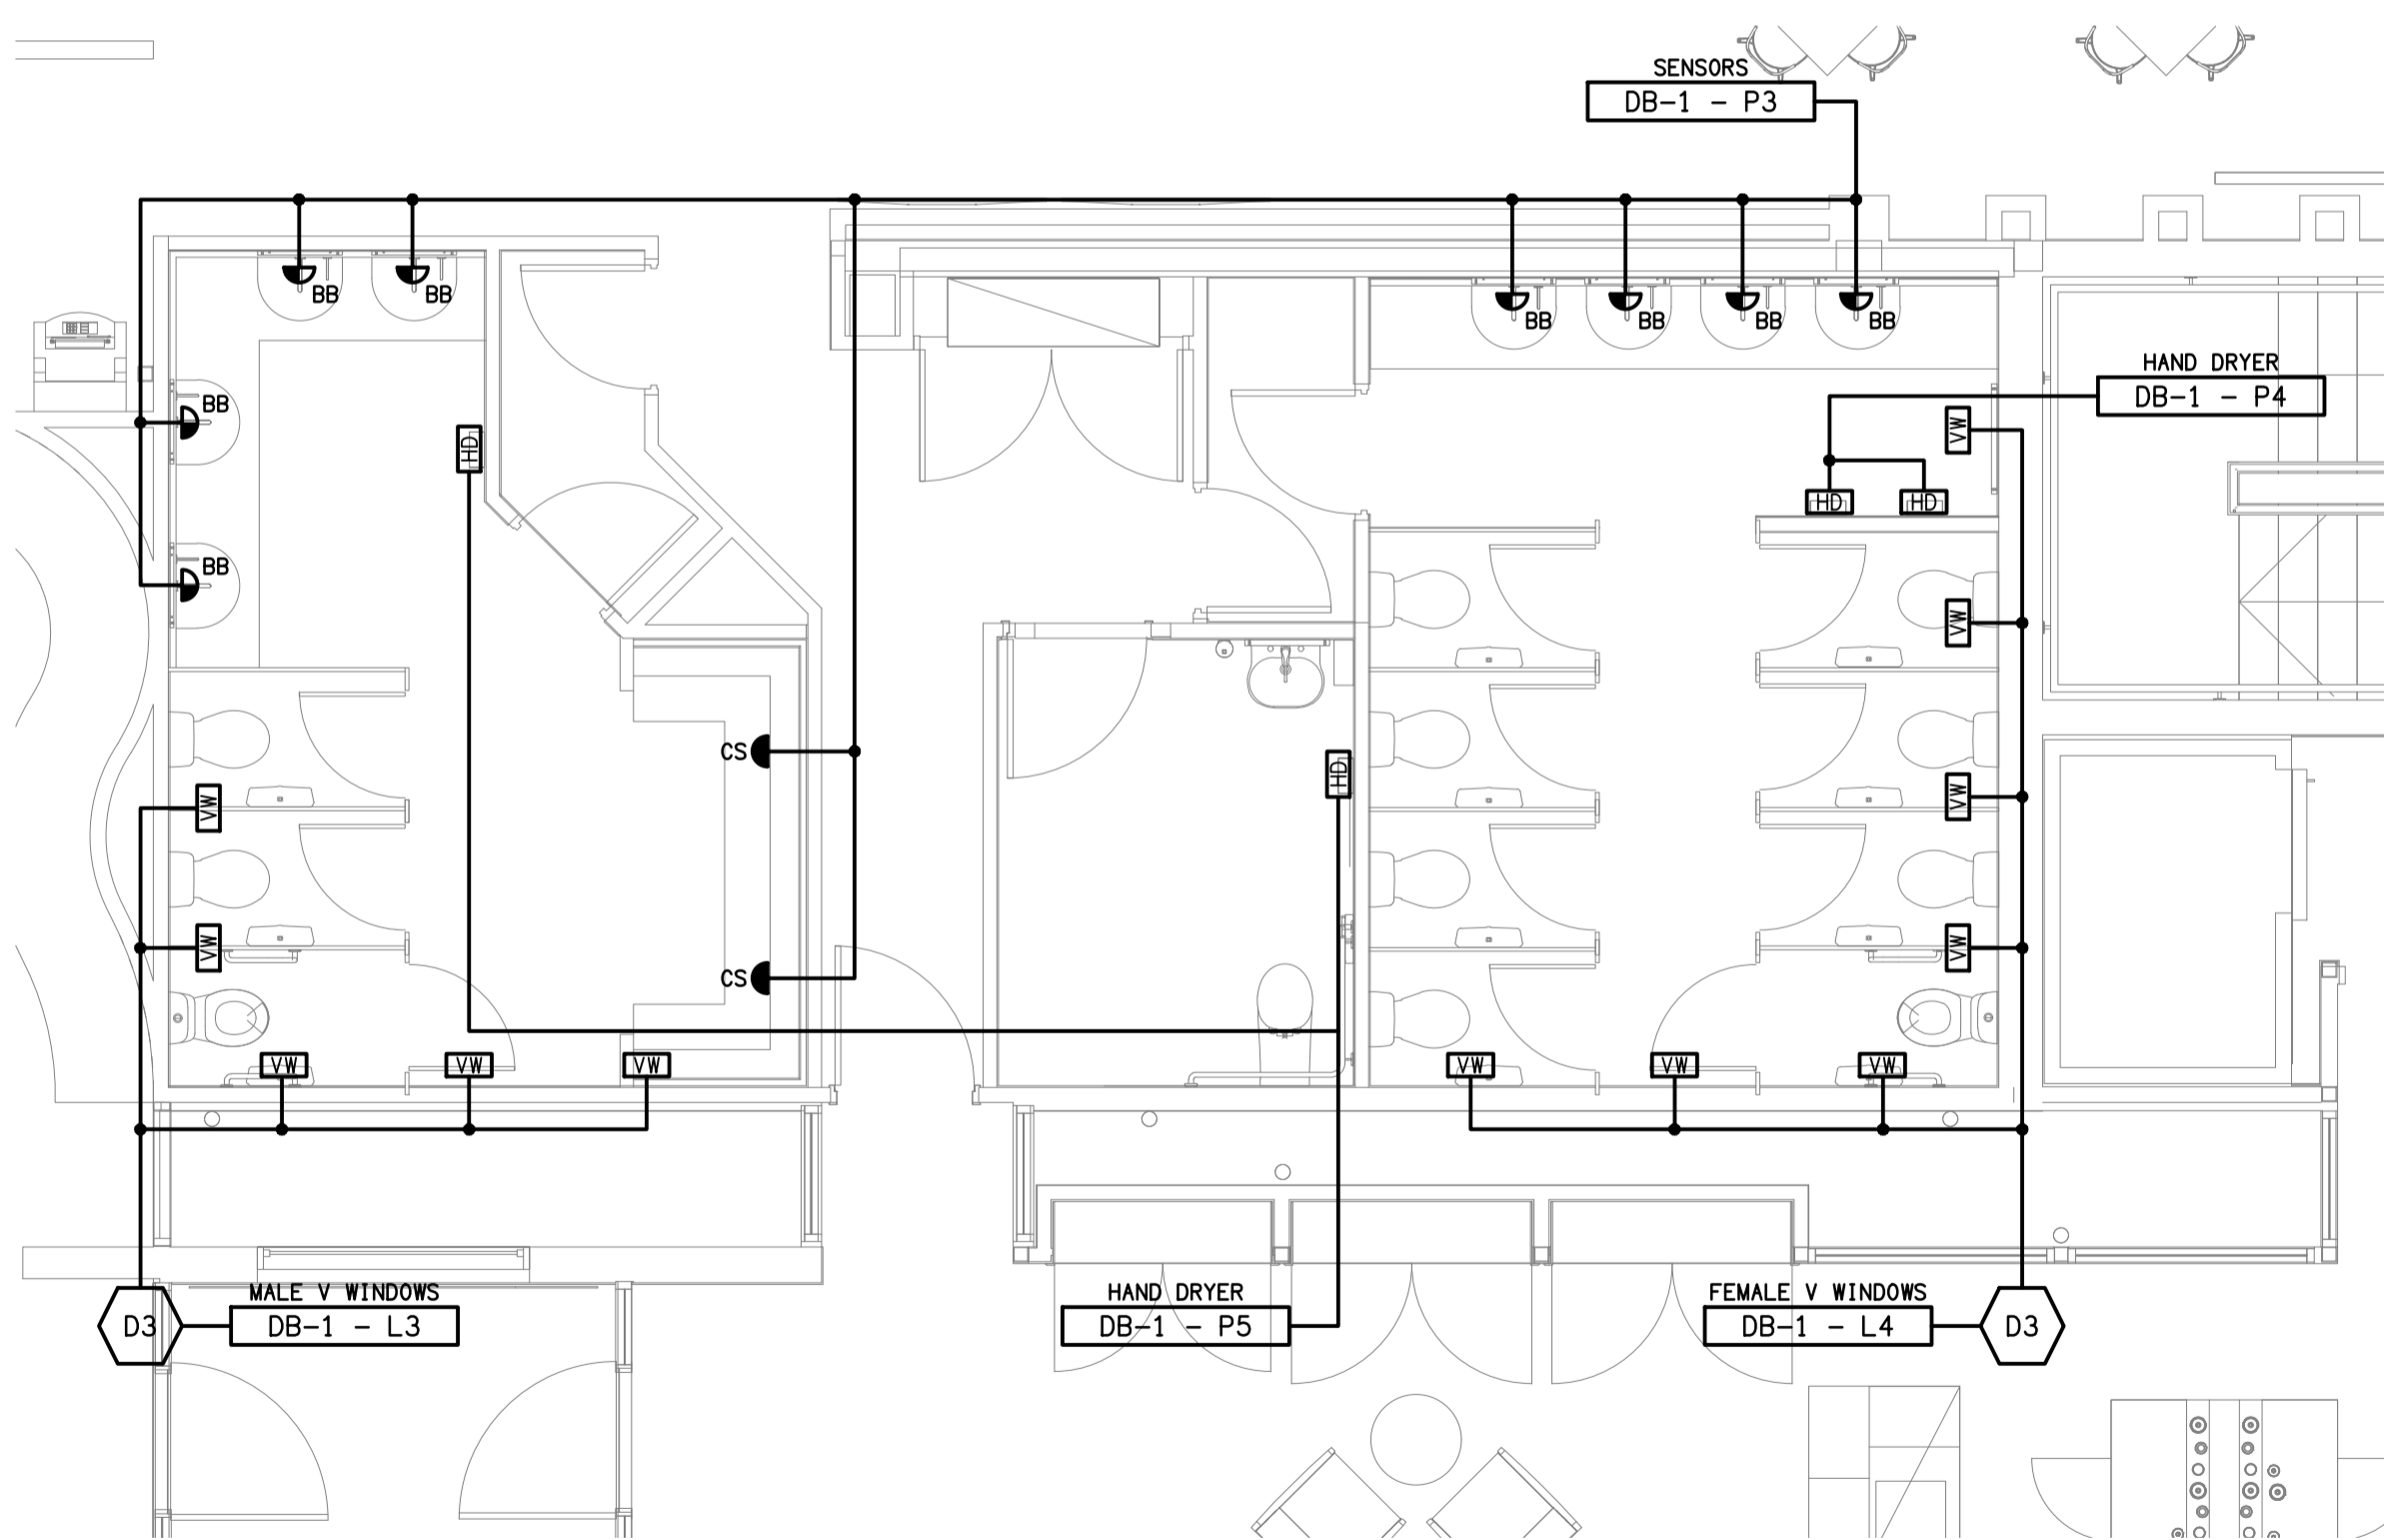 SENSORS
DB-1 - P3
BB
BB
BB
BB
BB
BB
HAND DRYER
DB-1 - P4
BB
VW
HD
HD
HD
BB
VW
CS
HD
VW
VW
VW
VW
CS
VW
VW
VW
VW
VW
VW
MALE V WINDOWS
D3
DB-1 - L3
HAND DRYER
DB-1 - P5
FEMALE V WINDOWS
DB-1 - L4
D3